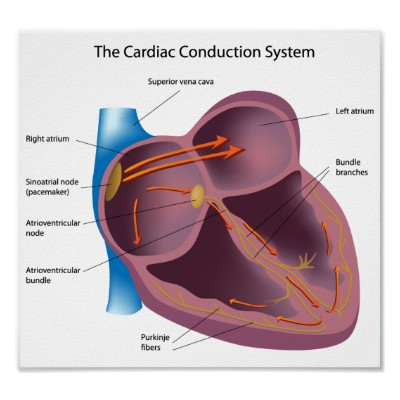 The Cardiac Conduction System
Superior vena cava
Left atrium
Right atrium
Bundle
branches
Sinoatrial node
(pacemaker)
Atrioventricular
node
Atrioventricular
bundle
Purkinje
fibers